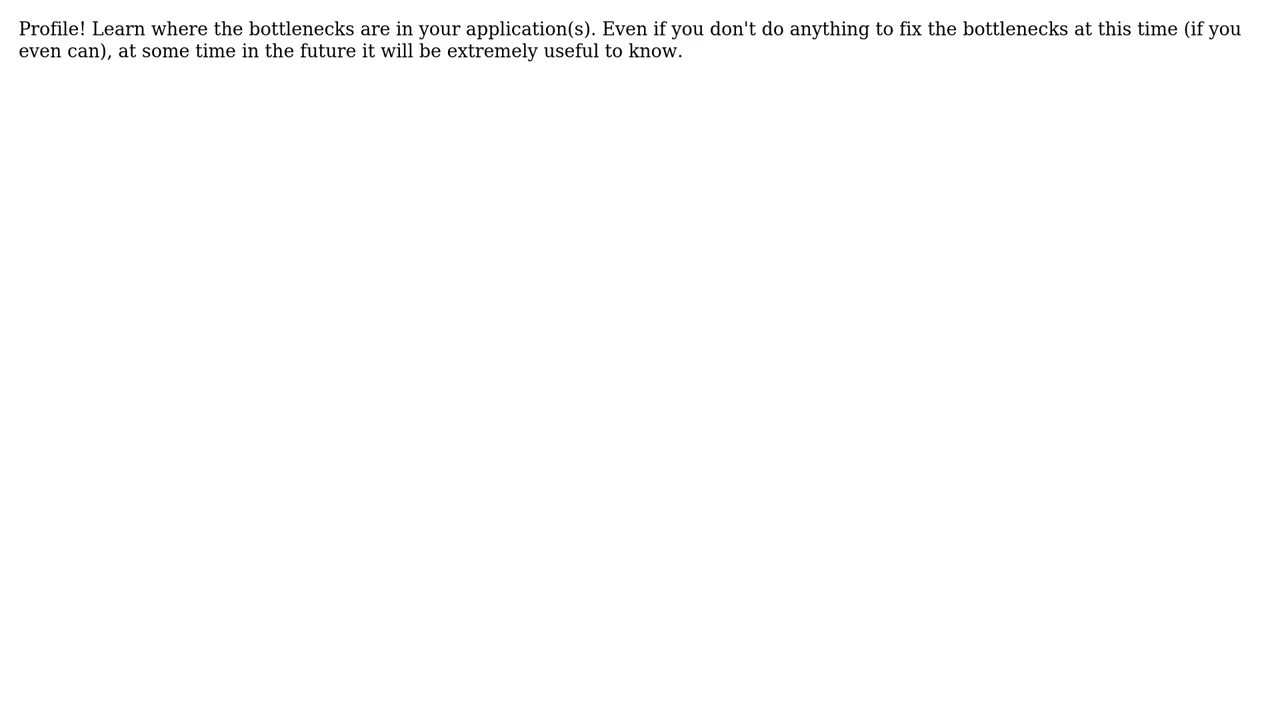 Profile! Learn where the bottlenecks are in your application(s). Even if you don't do anything to fix the bottlenecks at this time (if you
even can), at some time in the future it will be extremely useful to know.